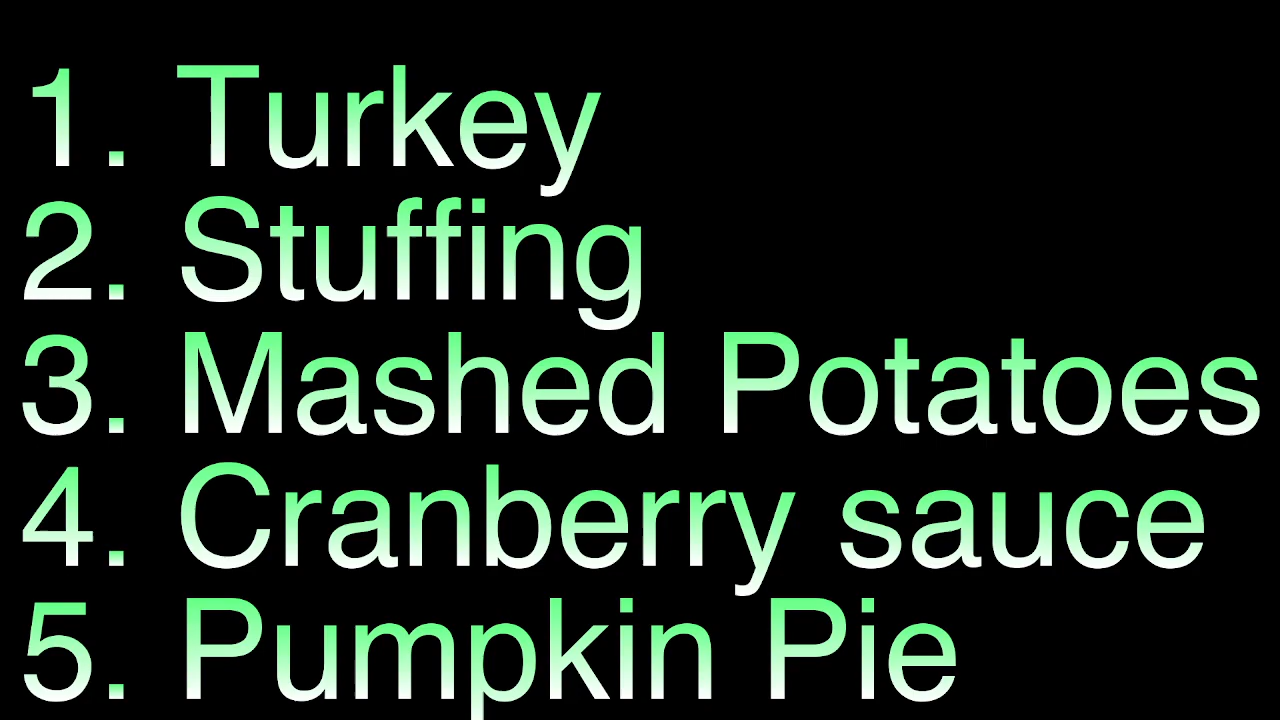 1. Turkey
2. Stuffing
3. Mashed Potatoes
4. Cranberry sauce
5. Pumpkin Pie